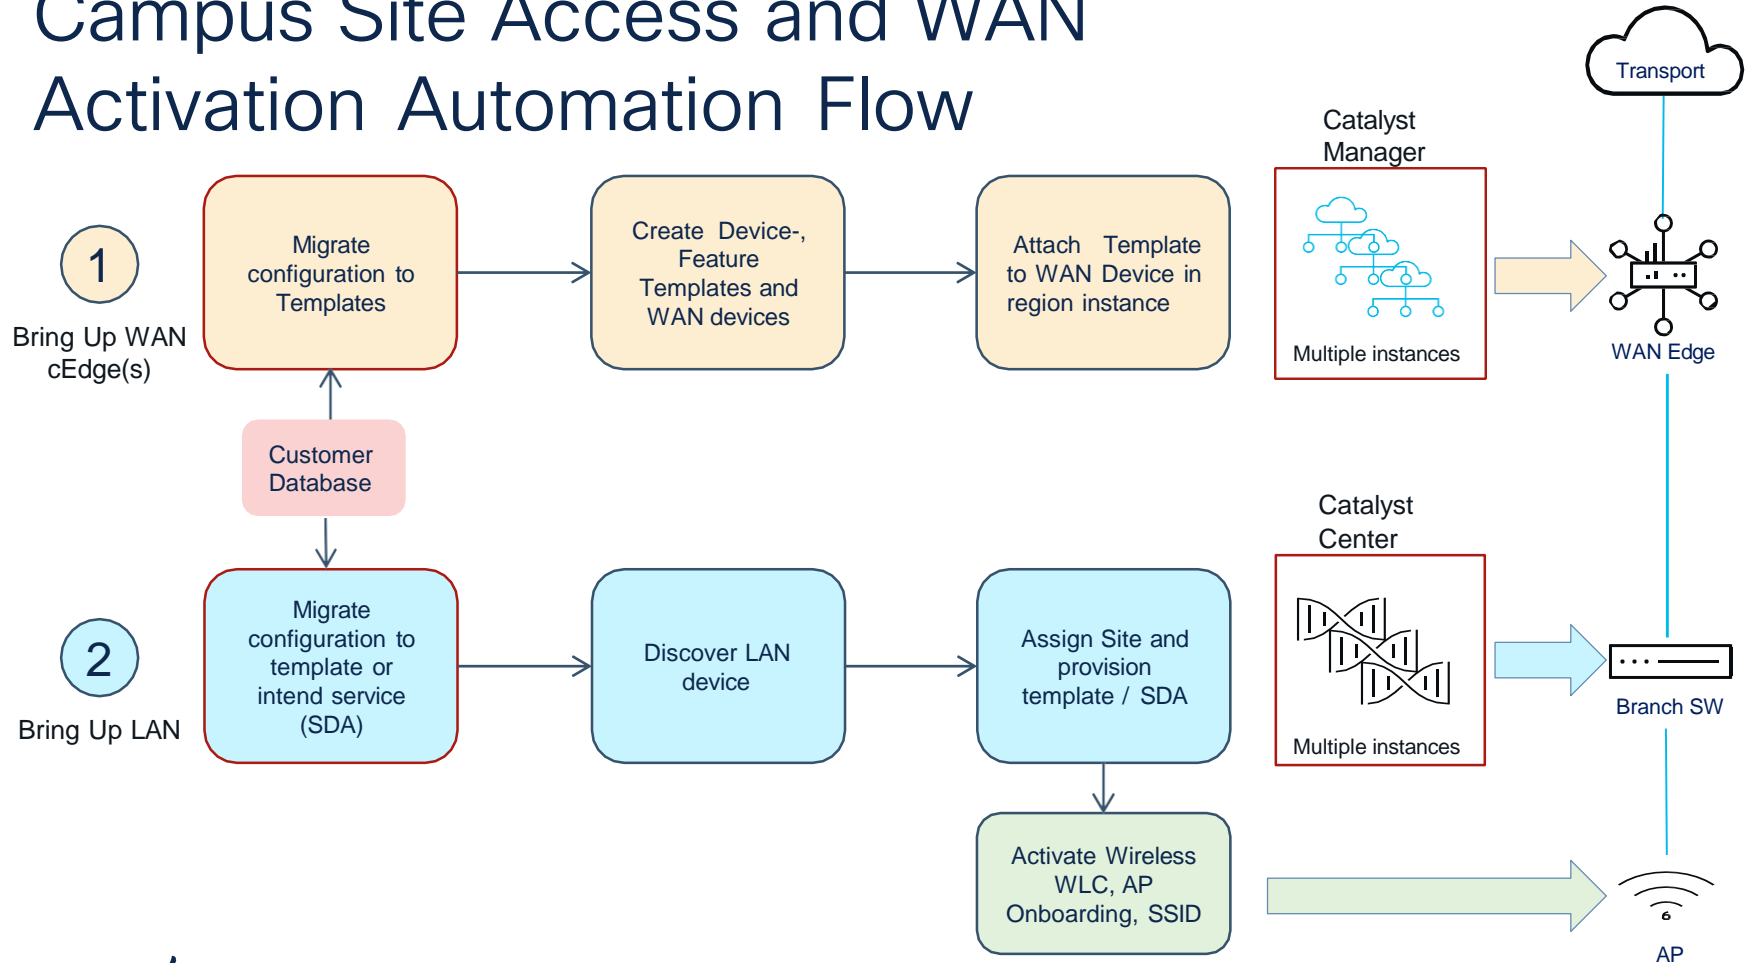 Campus Site Access and WAN
Activation Automation Flow
Transport
Catalyst
Manager
1
Bring Up WAN
cEdge(s)
Migrate
configuration to
Templates
Create Device-,
Feature
Templates and
WAN devices
Attach Template
to WAN Device in
region instance
Multiple instances
WAN Edge
Customer
Database
Catalyst
Center
2
Bring Up LAN
Migrate
configuration to
template or
intend service
(SDA)
Discover LAN
device
Assign Site and
provision
template / SDA
Multiple instances
Branch SW
Activate Wireless
WLC, AP
Onboarding, SSID
6
AP